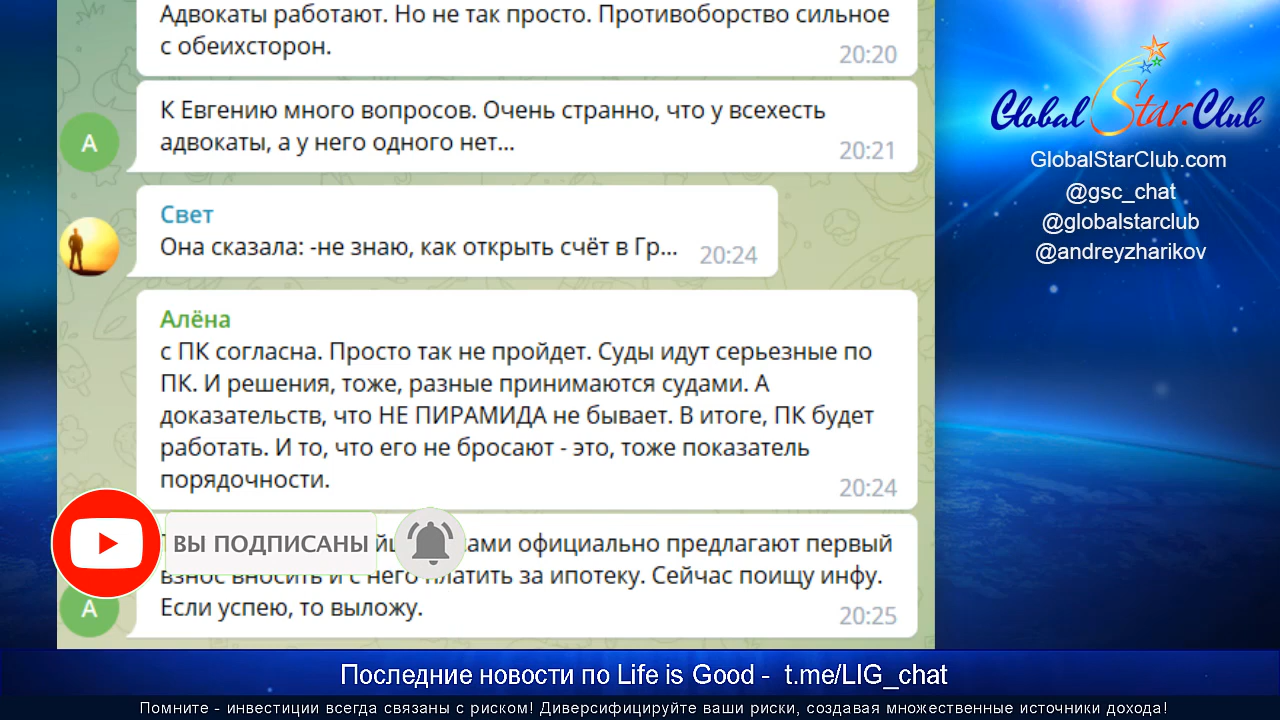 Адвокаты работают. Но не так просто. Противоборство сильное
с обеихсторон.
20:20
К Евгению много вопросов. Очень странно, что у всехесть
адвокаты, а у него одного нет...
20:21
A
Свет
Она сказала: -не знаю, как открыть счёт в Гр...
20:24
Алёна
с ПК согласна. Просто так не пройдет. Суды идут серьезные по
ПК. И решения, тоже, разные принимаются судами. А
доказательств, что НЕ ПИРАМИДА не бывает. В итоге, ПК будет
работать. И то, что его не бросают - это, тоже показатель
порядочности.
20:24
ами официально предлагают первый
взнос вносить и с него платить за ипотеку. Сейчас поищу инфу.
Если успею, то выложу.
20:25
A
ВЫ ПОДПИСАНЫ
Global Star.Club
GlobalStarClub.com
@gsc_chat
@globalstarclub
@andreyzharikov
Последние новости по Life is Good - t.me/LIG_chat
Помните - инвестиции всегда связаны с риском! Диверсифицируйте ваши риски, создавая множественные источники дохода!